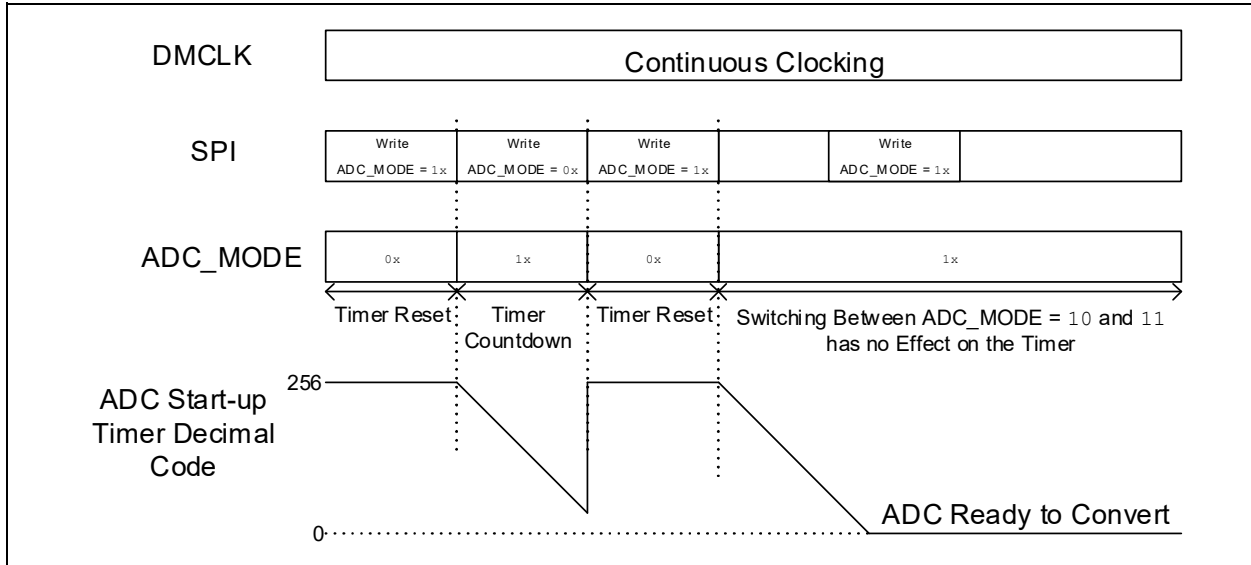 DMCLK
Continuous Clocking
SPI
Write
ADC_MODE = 1x
Write
ADC_MODE = 0x
Write
ADC_MODE = 1x
Write
ADC_MODE = 1x
ADC_MODE
0x
1x
0x
1x
Timer Reset
Timer
Countdown
Timer Reset
Switching Between ADC_MODE = 10 and 11
has no Effect on the Timer
256
ADC Start-up
Timer Decimal
Code
ADC Ready to Convert
0